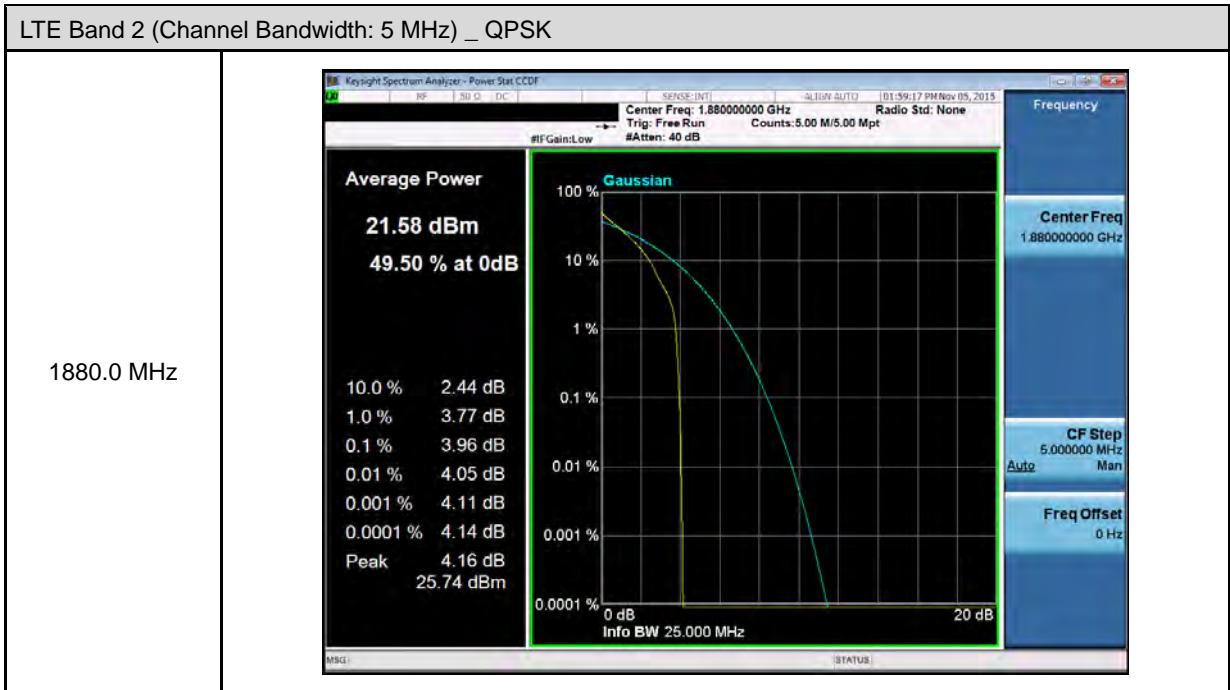 LTE Band 2 (Channel Bandwidth: 5 MHz) _ QPSK
1880.0 MHz
Keysight Spectrum Analyzer - Power Stat CCDF
RF 50 Ω DC SENSE:INT ALIGN AUTO 01:59:17 PM Nov 05, 2015
Center Freq: 1.880000000 GHz Radio Std: None
Trig: Free Run Counts:5.00 M/5.00 Mpt
#IFGain:Low #Atten: 40 dB
Average Power
21.58 dBm
49.50 % at 0dB
10.0 % 2.44 dB
1.0 % 3.77 dB
0.1 % 3.96 dB
0.01 % 4.05 dB
0.001 % 4.11 dB
0.0001 % 4.14 dB
Peak 4.16 dB
25.74 dBm
Gaussian
100 %
10 %
1 %
0.1 %
0.01 %
0.001 %
0.0001 %
0 dB 20 dB
Info BW 25.000 MHz
Frequency
Center Freq
1.880000000 GHz
CF Step
5.000000 MHz
Auto Man
Freq Offset
0 Hz
MSG STATUS